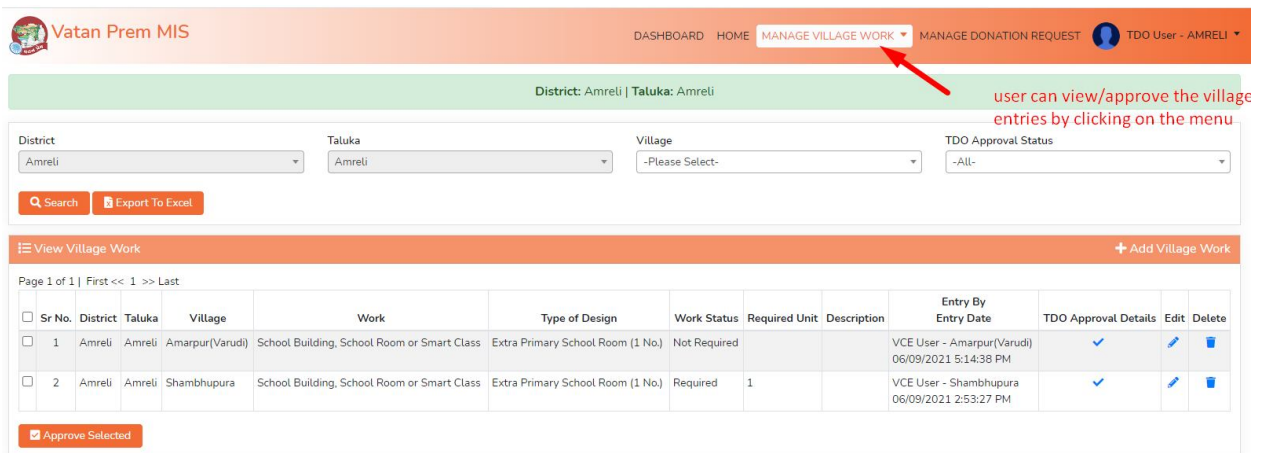 Vatan Prem MIS
DASHBOARD HOME MANAGE VILLAGE WORK MANAGE DONATION REQUEST TDO User - AMRELI
District: Amreli | Taluka: Amreli
user can view/approve the village
entries by clicking on the menu
District Taluka Village TDO Approval Status
Amreli Amreli -Please Select- -All-
Search Export To Excel
View Village Work + Add Village Work
Page 1 of 1 | First << 1 >> Last
Sr No. District Taluka Village Work Type of Design Work Status Required Unit Description Entry By TDO Approval Details Edit Delete
Entry Date
1 Amreli Amreli Amarpur(Varudi) School Building, School Room or Smart Class Extra Primary School Room (1 No.) Not Required VCE User - Amarpur(Varudi)
06/09/2021 5:14:38 PM
2 Amreli Amreli Shambhupura School Building, School Room or Smart Class Extra Primary School Room (1 No.) Required 1 VCE User - Shambhupura
06/09/2021 2:53:27 PM
Approve Selected